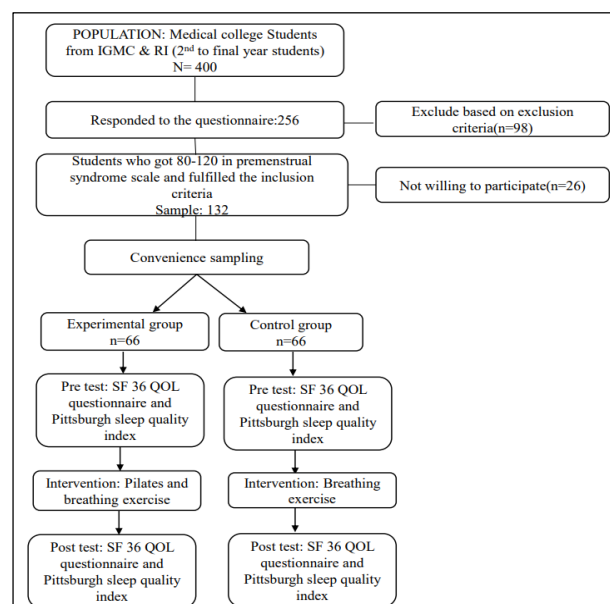 POPULATION: Medical college Students
from IGMC & RI (2nd to final year students)
N= 400
Responded to the questionnaire:256
Exclude based on exclusion
criteria(n=98)
Students who got 80-120 in premenstrual
syndrome scale and fulfilled the inclusion
criteria
Sample: 132
Not willing to participate(n=26)
Convenience sampling
Experimental group
n=66
Control group
n=66
Pre test: SF 36 QOL
questionnaire and
Pittsburgh sleep quality
index
Pre test: SF 36 QOL
questionnaire and
Pittsburgh sleep quality
index
Intervention: Pilates and
breathing exercise
Intervention: Breathing
exercise
Post test: SF 36 QOL
questionnaire and
Pittsburgh sleep quality
index
Post test: SF 36 QOL
questionnaire and
Pittsburgh sleep quality
index